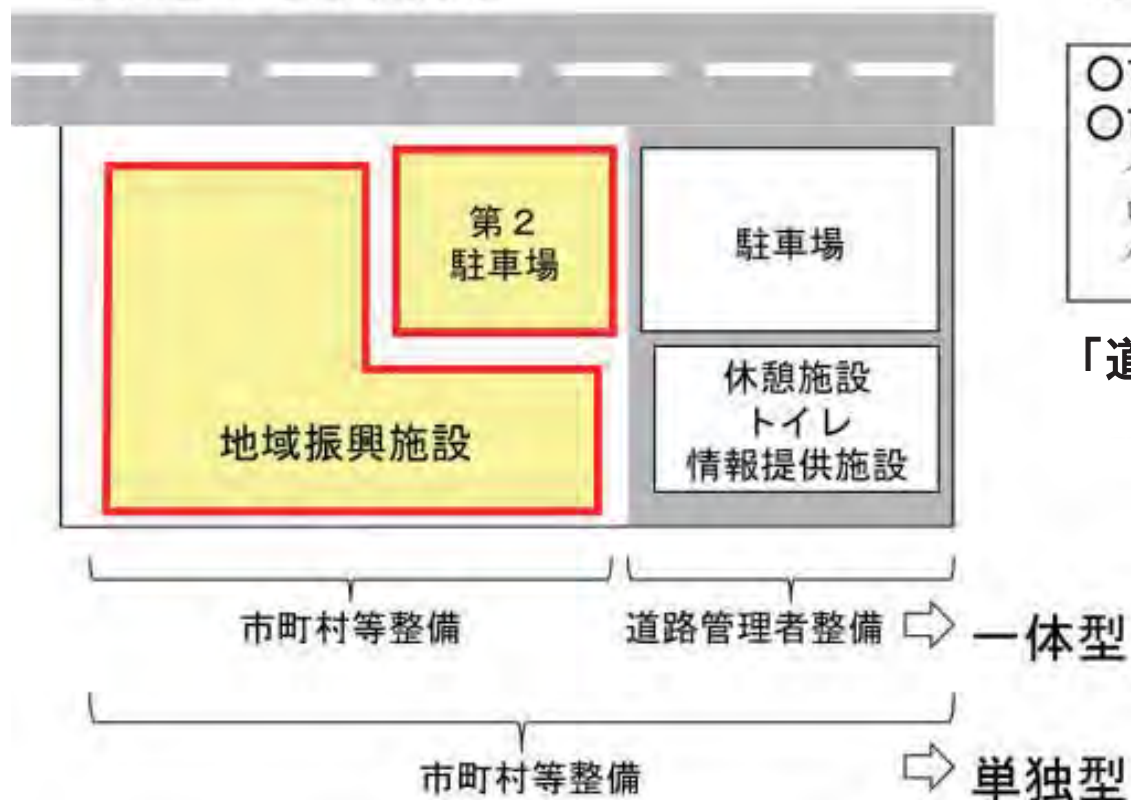 第2
駐車場
駐車場
休憩施設
トイレ
情報提供施設
地域振興施設
市町村等整備
道路管理者整備
一体型
市町村等整備
単独型
「道